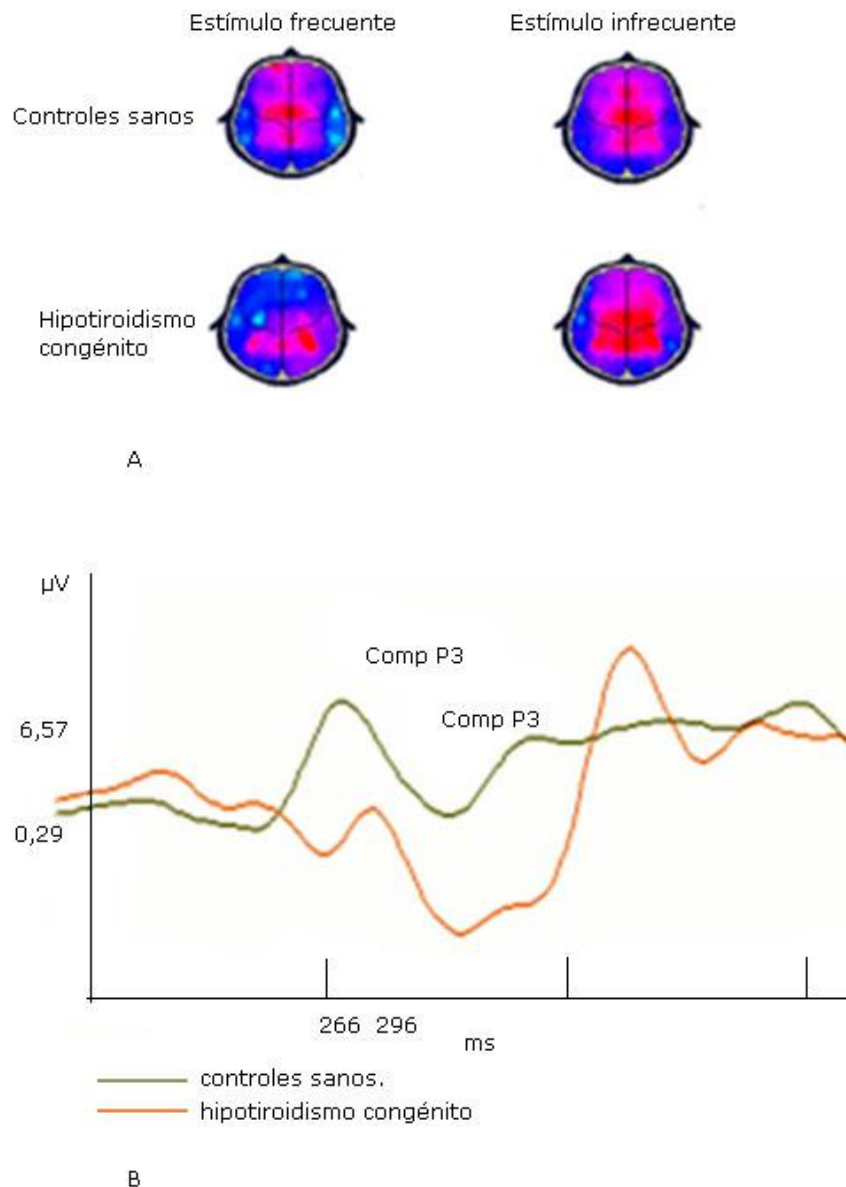 Estímulo frecuente
Estímulo infrecuente
Controles sanos
Hipotiroidismo
congénito
A
µV
Comp P3
Comp P3
6,57
0,29
266 296
ms
controles sanos.
hipotiroidismo congénito
B